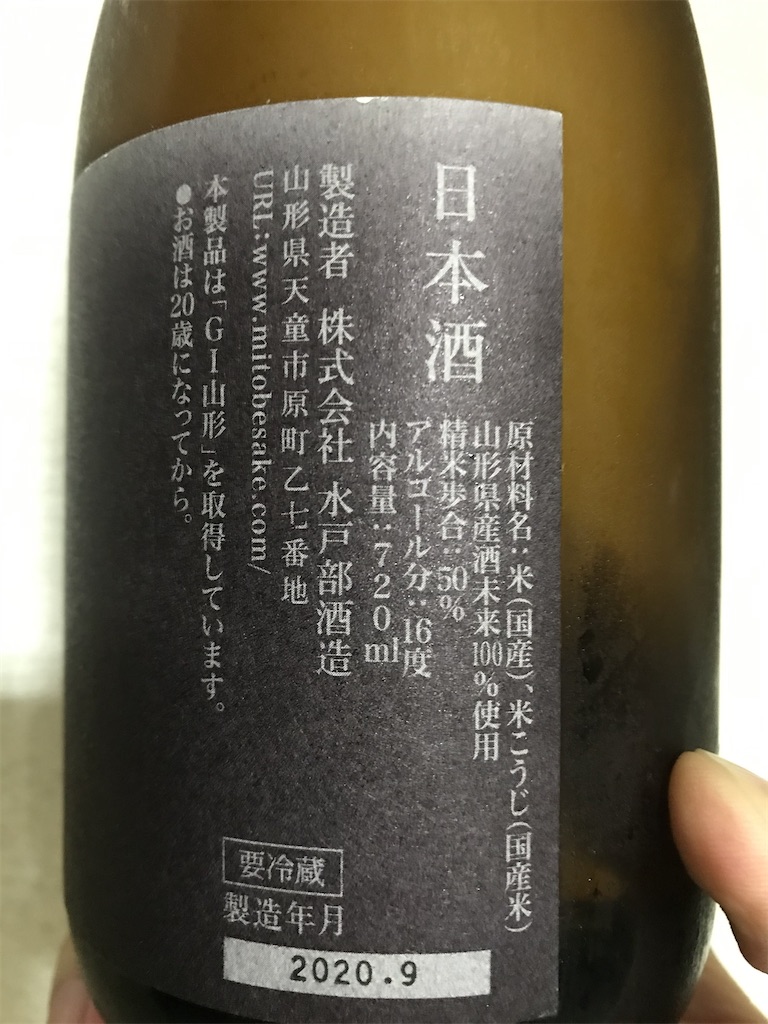 日本酒
原材料名:米(国産)、米こうじ(国産米)
山形県産酒未来100%使用
精米歩合:50%
アルコール分:16度
内容量:720ml
製造者 株式会社 水戸部酒造
山形県天童市原町乙七番地
URL:www.mitobesake.com/
本製品は「GI山形」を取得しています。
●お酒は20歳になってから。
要冷蔵
製造年月
2020.9